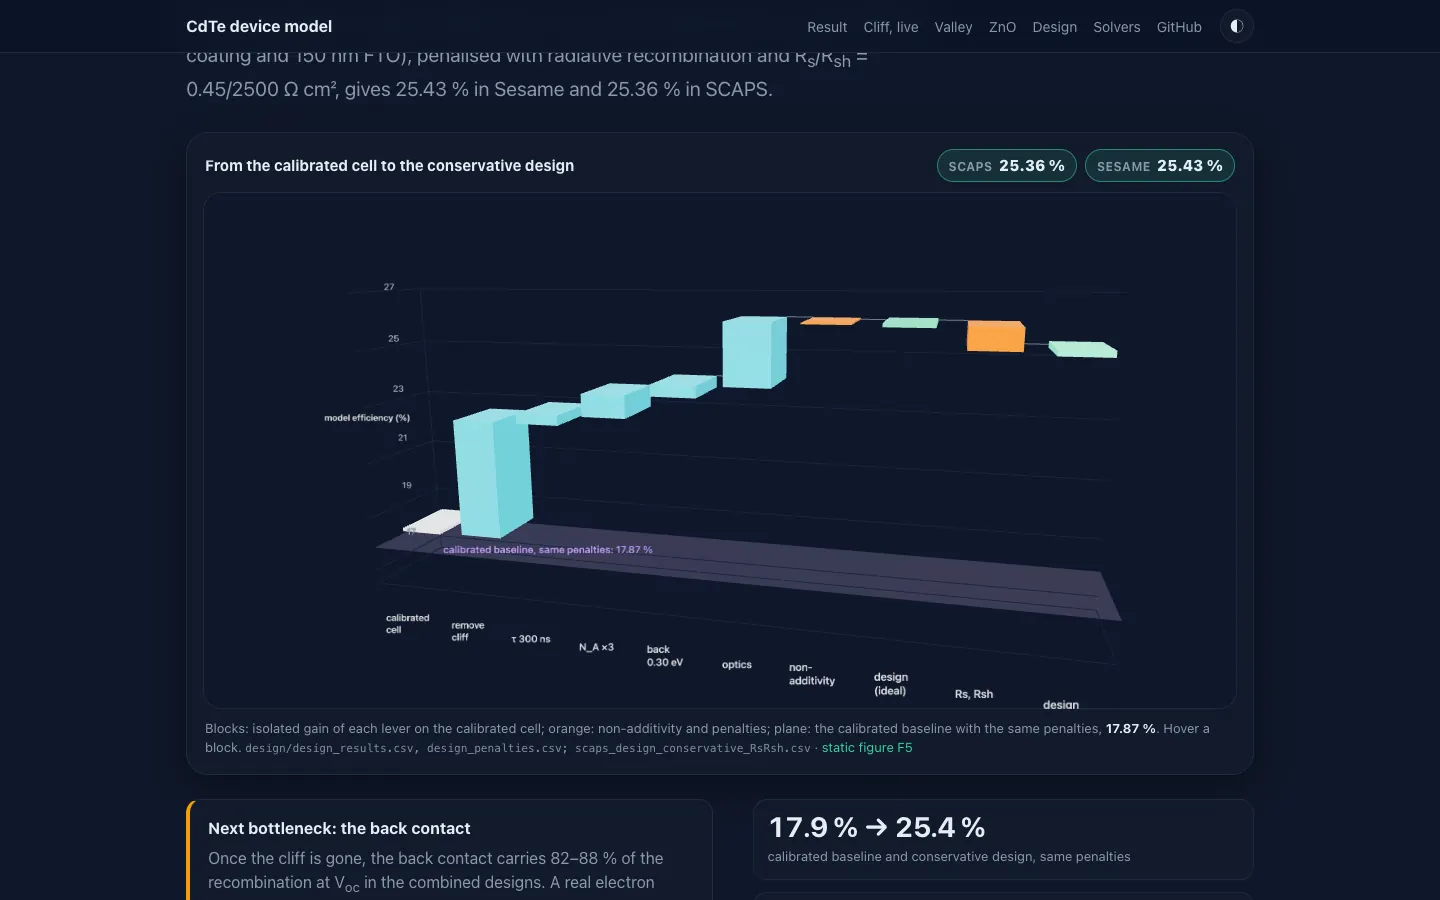 CdTe device model
Result Cliff, live Valley ZnO Design Solvers GitHub
coating and 150 nm FTO), penalised with radiative recombination and Rs/Rsh =
0.45/2500 Ω cm², gives 25.43 % in Sesame and 25.36 % in SCAPS.
From the calibrated cell to the conservative design
SCAPS 25.36 %
SESAME 25.43 %
27
25
23
model efficiency (%)
21
19
17
calibrated baseline, same penalties: 17.87 %
calibrated
cell
remove
cliff
τ 300 ns
N_A ×3
back
0.30 eV
optics
non-
additivity
design
(ideal)
Rs, Rsh
design
Blocks: isolated gain of each lever on the calibrated cell; orange: non-additivity and penalties; plane: the calibrated baseline with the same penalties, 17.87 %. Hover a
block. design/design_results.csv, design_penalties.csv; scaps_design_conservative_RsRsh.csv · static figure F5
Next bottleneck: the back contact
Once the cliff is gone, the back contact carries 82–88 % of the
recombination at Voc in the combined designs. A real electron
17.9 % → 25.4 %
calibrated baseline and conservative design, same penalties